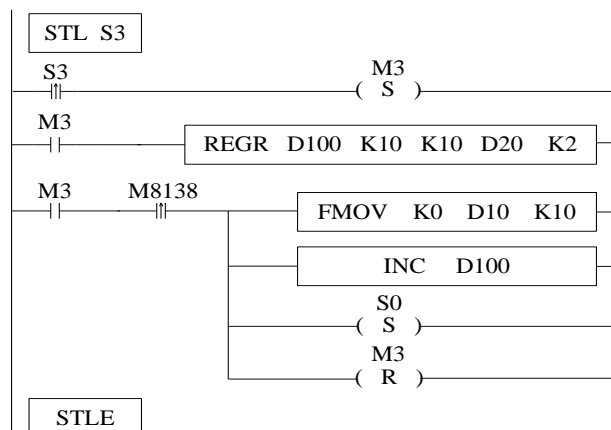 STL S3
S3
M3
( S )
M3
REGR D100 K10 K10 D20 K2
M3
M8138
FMOV K0 D10 K10
INC D100
S0
( S )
M3
( R )
STLE